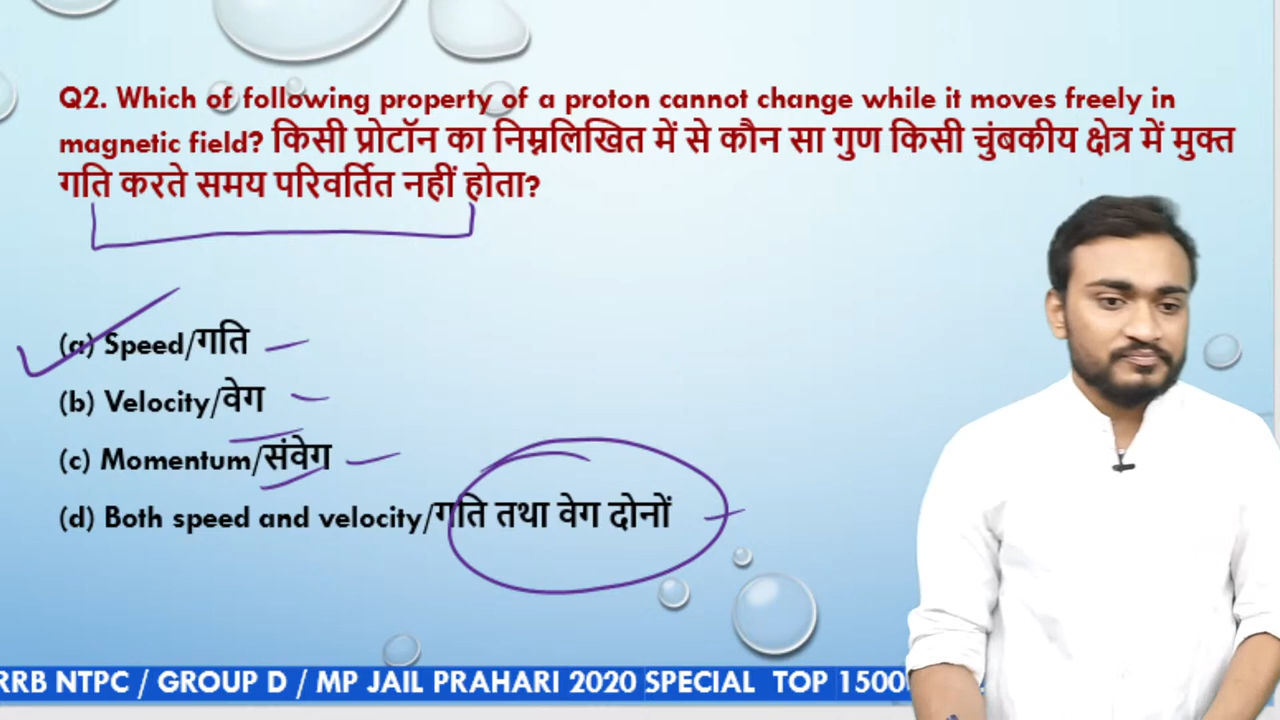 Q2. Which of following property of a proton cannot change while it moves freely in
magnetic field? किसी प्रोटॉन का निम्नलिखित में से कौन सा गुण किसी चुंबकीय क्षेत्र में मुक्त
गति करते समय परिवर्तित नहीं होता?
(a) Speed/गति
(b) Velocity/वेग
(c) Momentum/संवेग
(d) Both speed and velocity/गति तथा वेग दोनों
RRB NTPC / GROUP D / MP JAIL PRAHARI 2020 SPECIAL TOP 1500